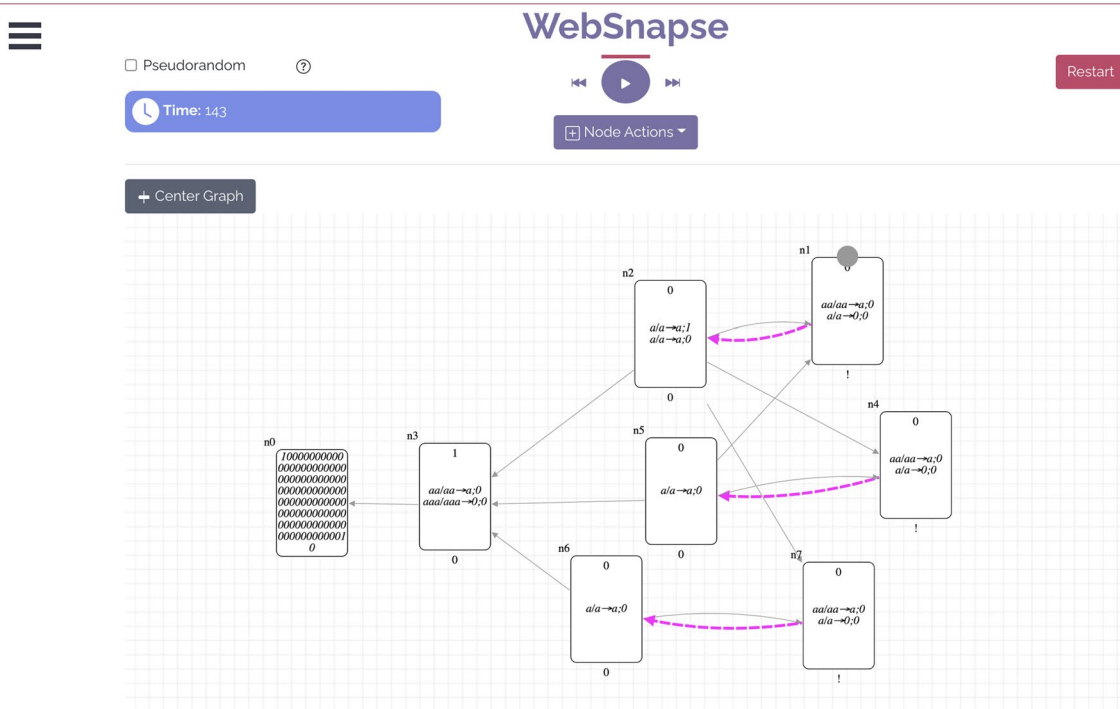 WebSnapse
Pseudorandom
Time: 143
Restart
Node Actions
Center Graph
n1
0
aa/aa→a;0
a/a→0;0
!
n2
0
a/a→a;1
a/a→a;0
0
n4
0
aa/aa→a;0
a/a→0;0
!
n5
0
a/a→a;0
0
n3
1
aa/aa→a;0
aaa/aaa→0;0
0
n0
10000000000
000000000000
000000000000
000000000000
000000000000
000000000000
000000000000
000000000001
0
n6
0
a/a→a;0
0
n7
0
aa/aa→a;0
a/a→0;0
!